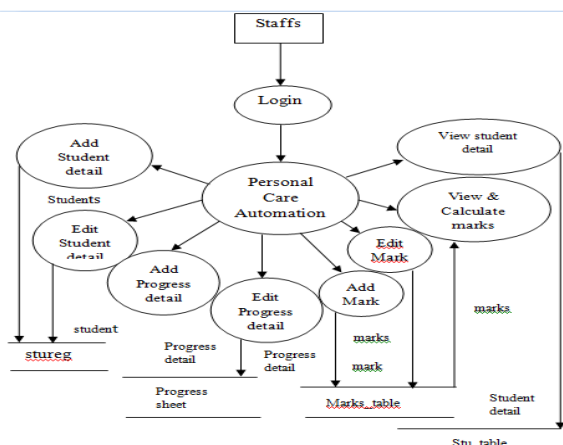 Staffs
Login
Add
Student
detail
View student
detail
Personal
Care
Automation
Students
View &
Calculate
marks
Edit
Student
detail
Edit
Mark
Add
Progress
detail
Edit
Progress
detail
Add
Mark
marks
student
stureg
Progress
detail
Progress
detail
marks
mark
Progress
sheet
Marks_table
Student
detail
Stu_table